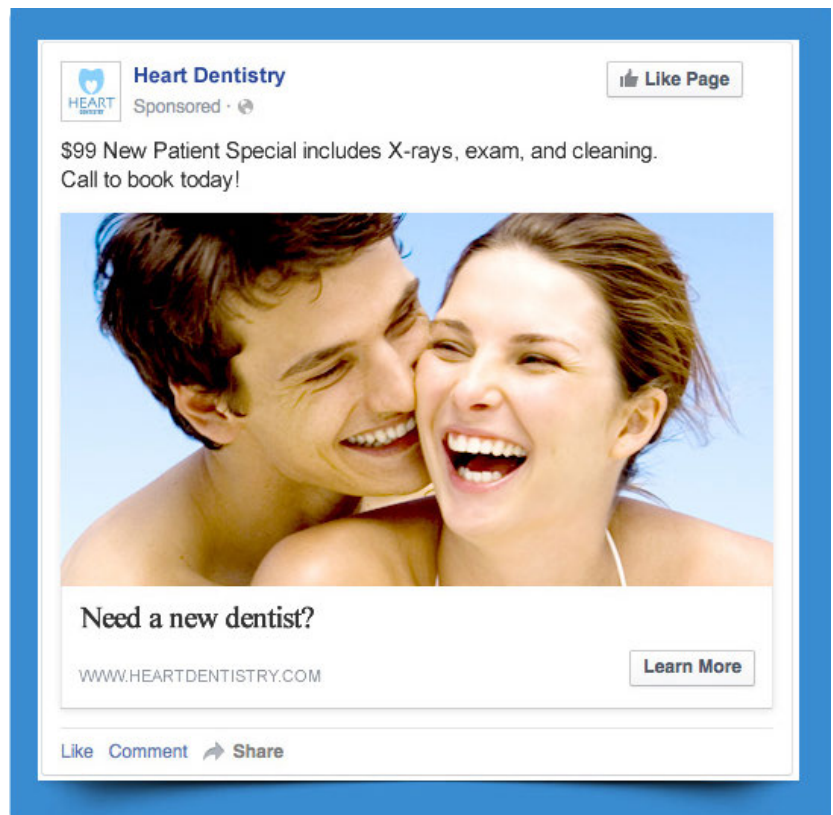 HEART
DENTISTRY
Heart Dentistry
Sponsored ·
Like Page
$99 New Patient Special includes X-rays, exam, and cleaning.
Call to book today!
Need a new dentist?
WWW.HEARTDENTISTRY.COM
Learn More
Like Comment Share